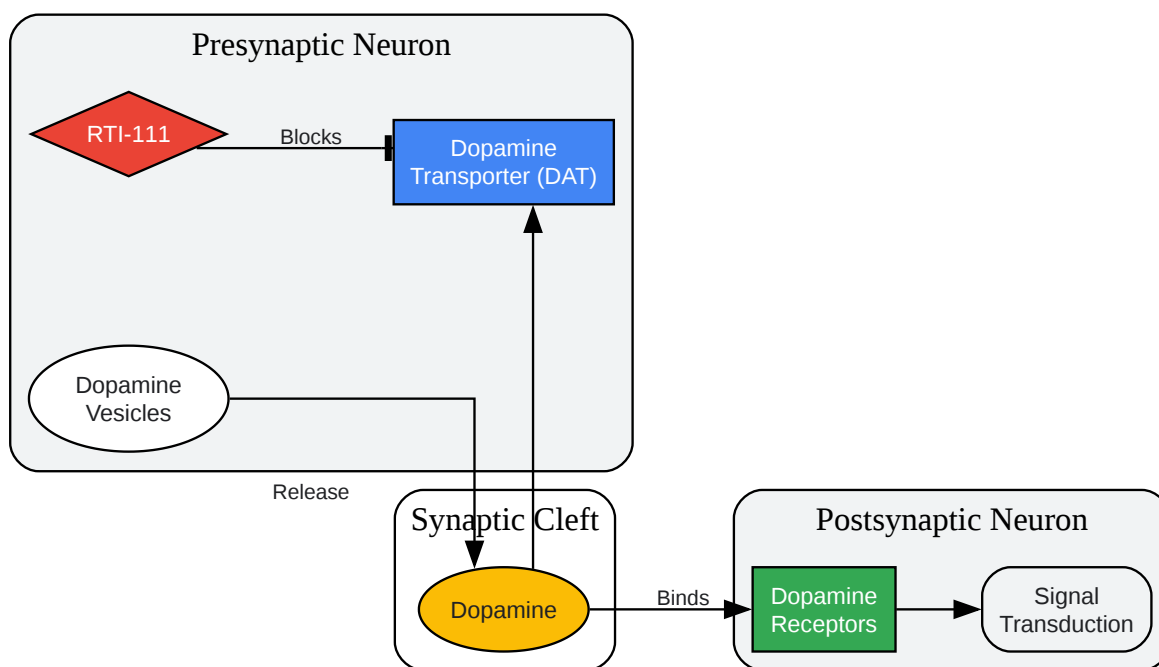 Presynaptic Neuron
RTI-111
Blocks
Dopamine
Transporter (DAT)
Dopamine
Vesicles
Release
Synaptic Cleft
Dopamine
Binds
Postsynaptic Neuron
Dopamine
Receptors
Signal
Transduction